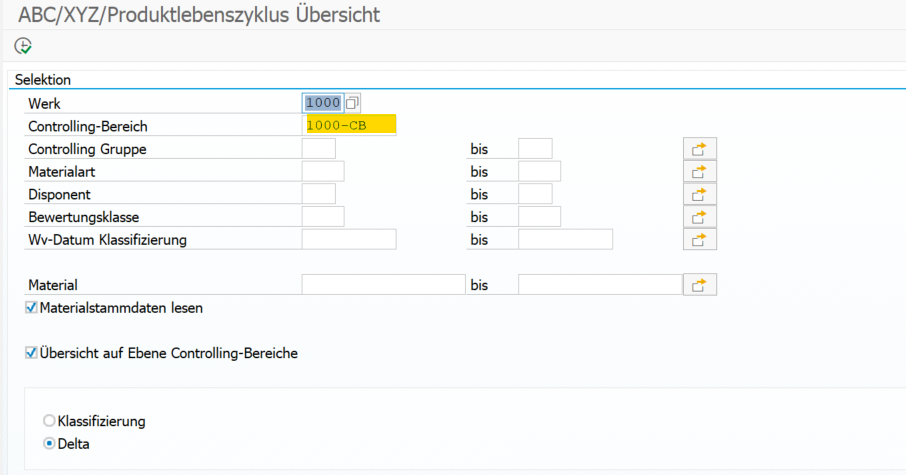 ABC/XYZ/Produktlebenszyklus Übersicht
Selektion
Werk 1000
Controlling-Bereich 1000-CB
Controlling Gruppe bis
Materialart bis
Disponent bis
Bewertungsklasse bis
Wv-Datum Klassifizierung bis
Material bis
Materialstammdaten lesen
Übersicht auf Ebene Controlling-Bereiche
Klassifizierung
Delta